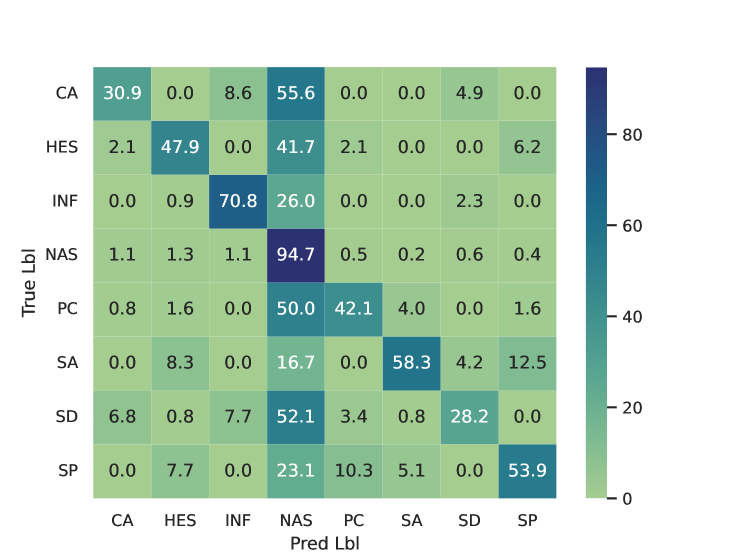 CA 30.9 0.0 8.6 55.6 0.0 0.0 4.9 0.0
HES 2.1 47.9 0.0 41.7 2.1 0.0 0.0 6.2
INF 0.0 0.9 70.8 26.0 0.0 0.0 2.3 0.0
NAS 1.1 1.3 1.1 94.7 0.5 0.2 0.6 0.4
PC 0.8 1.6 0.0 50.0 42.1 4.0 0.0 1.6
SA 0.0 8.3 0.0 16.7 0.0 58.3 4.2 12.5
SD 6.8 0.8 7.7 52.1 3.4 0.8 28.2 0.0
SP 0.0 7.7 0.0 23.1 10.3 5.1 0.0 53.9
CA HES INF NAS PC SA SD SP
Pred Lbl
True Lbl
80
60
40
20
0